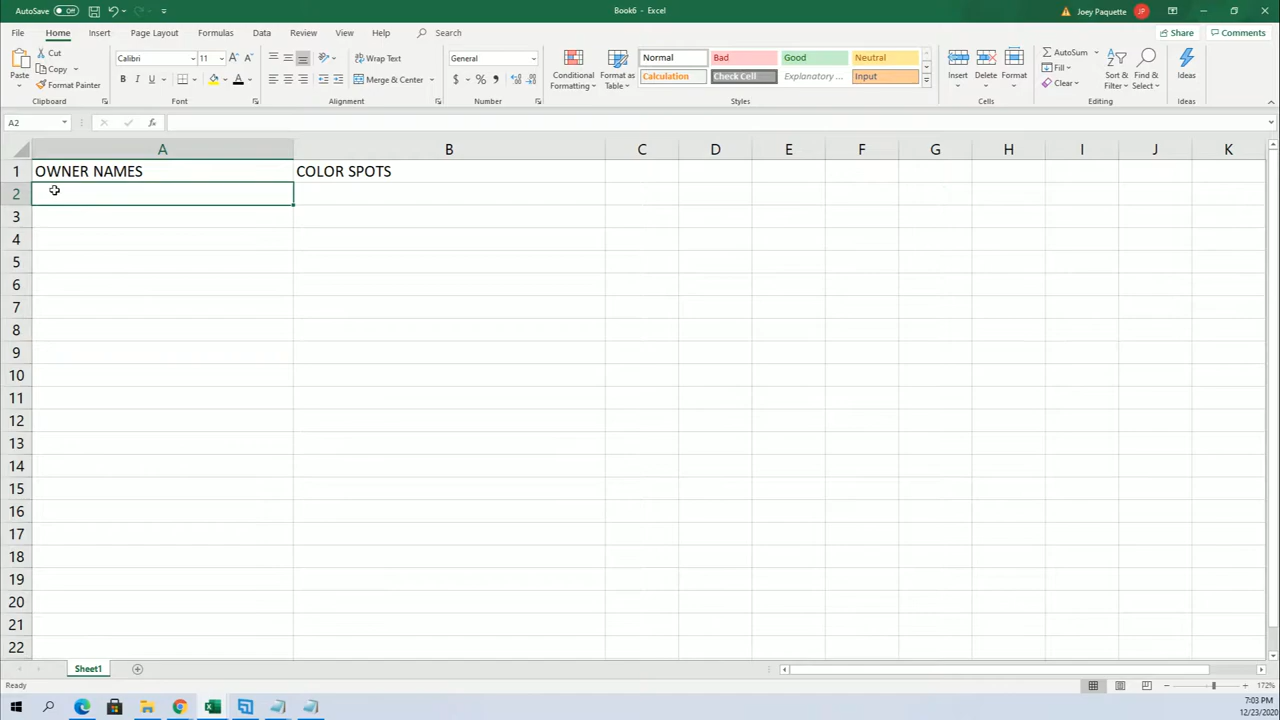 AutoSave Off Book6 - Excel Joey Paquette JP
File Home Insert Page Layout Formulas Data Review View Help Search Share Comments
Paste Cut Calibri 11 Wrap Text General Conditional Formatting Format as Table Normal Bad Good Neutral Insert Delete Format AutoSum Sort & Filter Find & Select Ideas
Copy Fill
Format Painter B I U Merge & Center $ % Calculation Check Cell Explanatory ... Input Clear
Clipboard Font Alignment Number Styles Cells Editing Ideas
A2 fx
A B C D E F G H I J K
1 OWNER NAMES COLOR SPOTS
2
3
4
5
6
7
8
9
10
11
12
13
14
15
16
17
18
19
20
21
22
Sheet1
Ready 172%
7:03 PM
12/23/2020